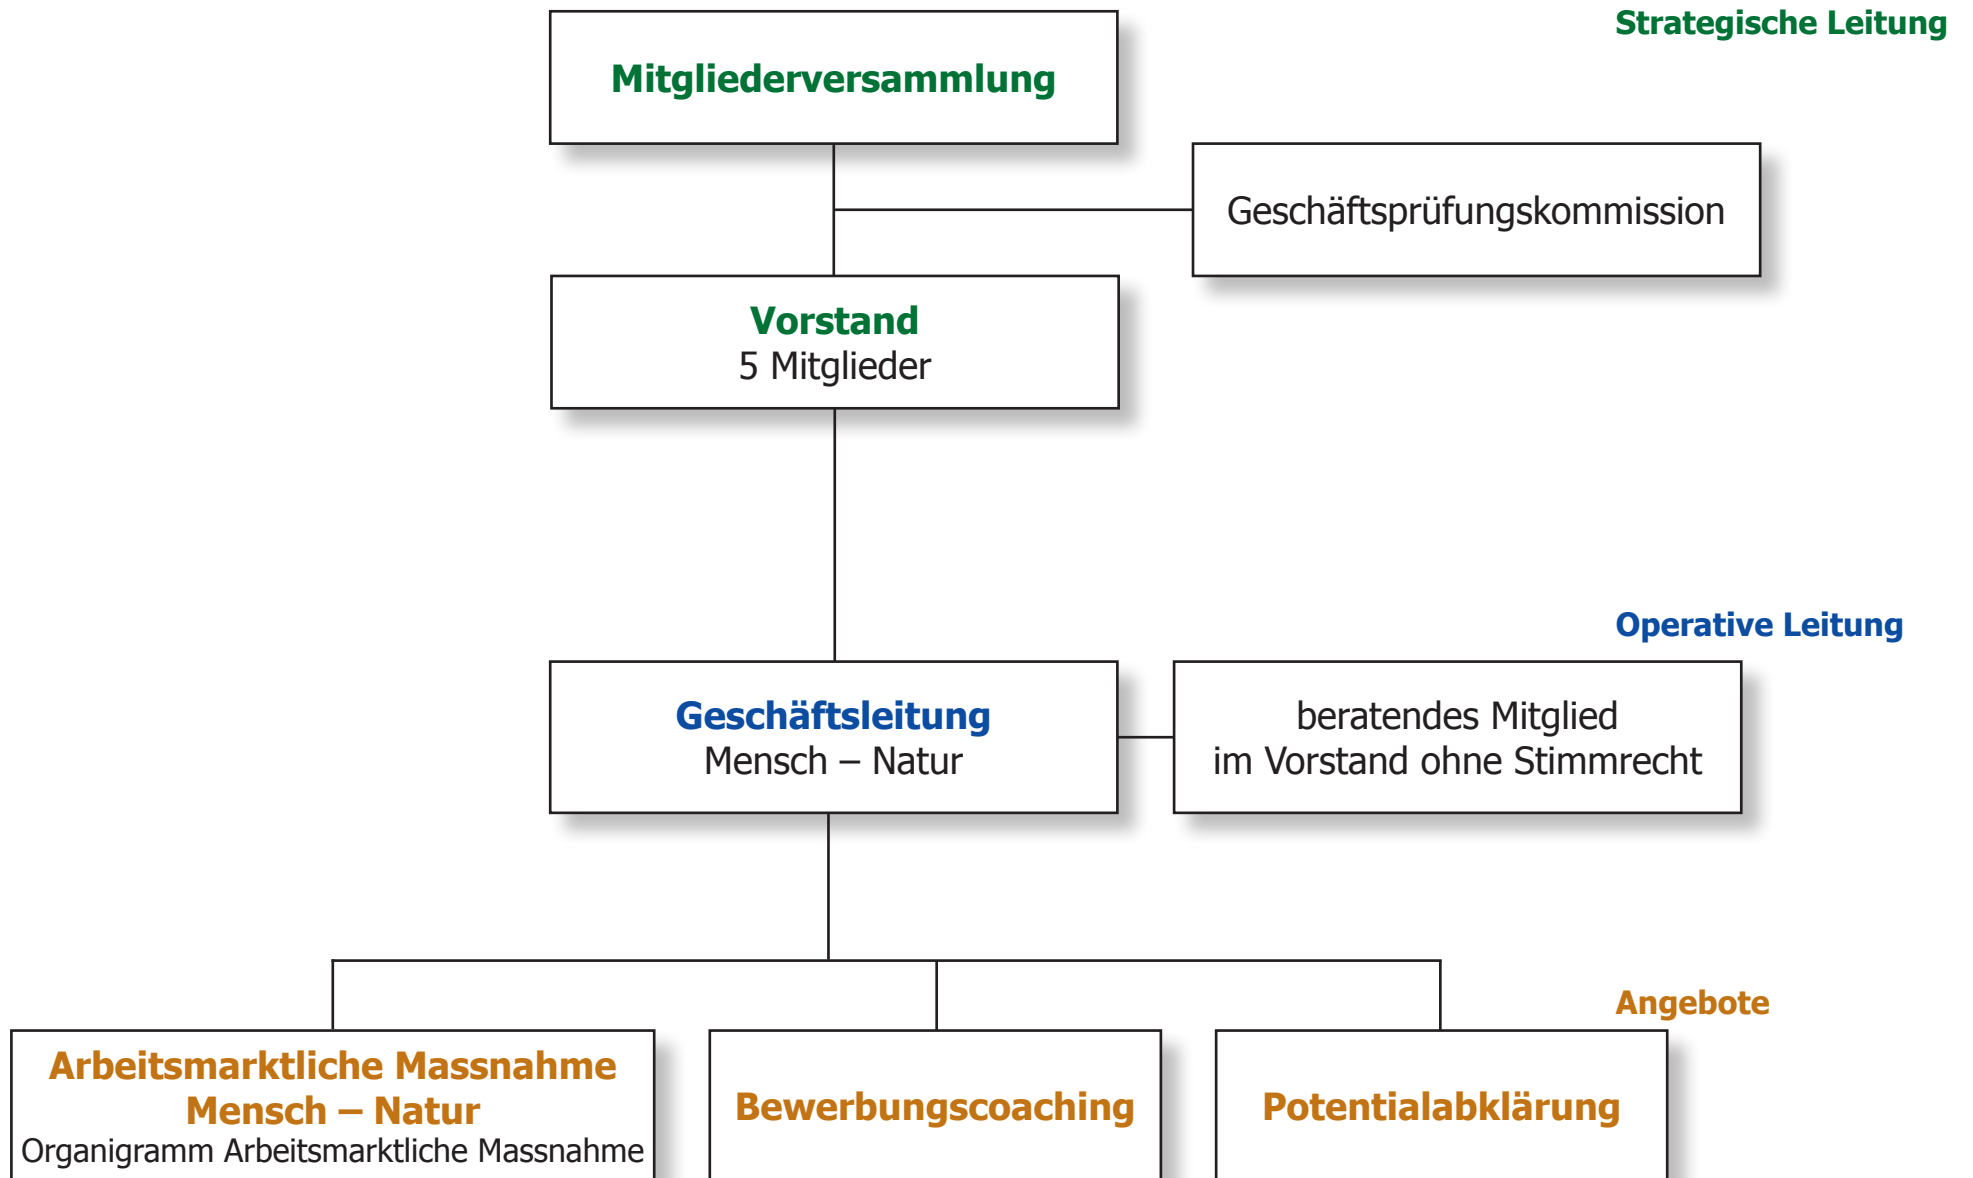 Strategische Leitung
Mitgliederversammlung
Geschäftsprüfungskommission
Vorstand
5 Mitglieder
Operative Leitung
Geschäftsleitung
Mensch – Natur
beratendes Mitglied
im Vorstand ohne Stimmrecht
Angebote
Arbeitsmarktliche Massnahme
Mensch – Natur
Organigramm Arbeitsmarktliche Massnahme
Bewerbungscoaching
Potentialabklärung